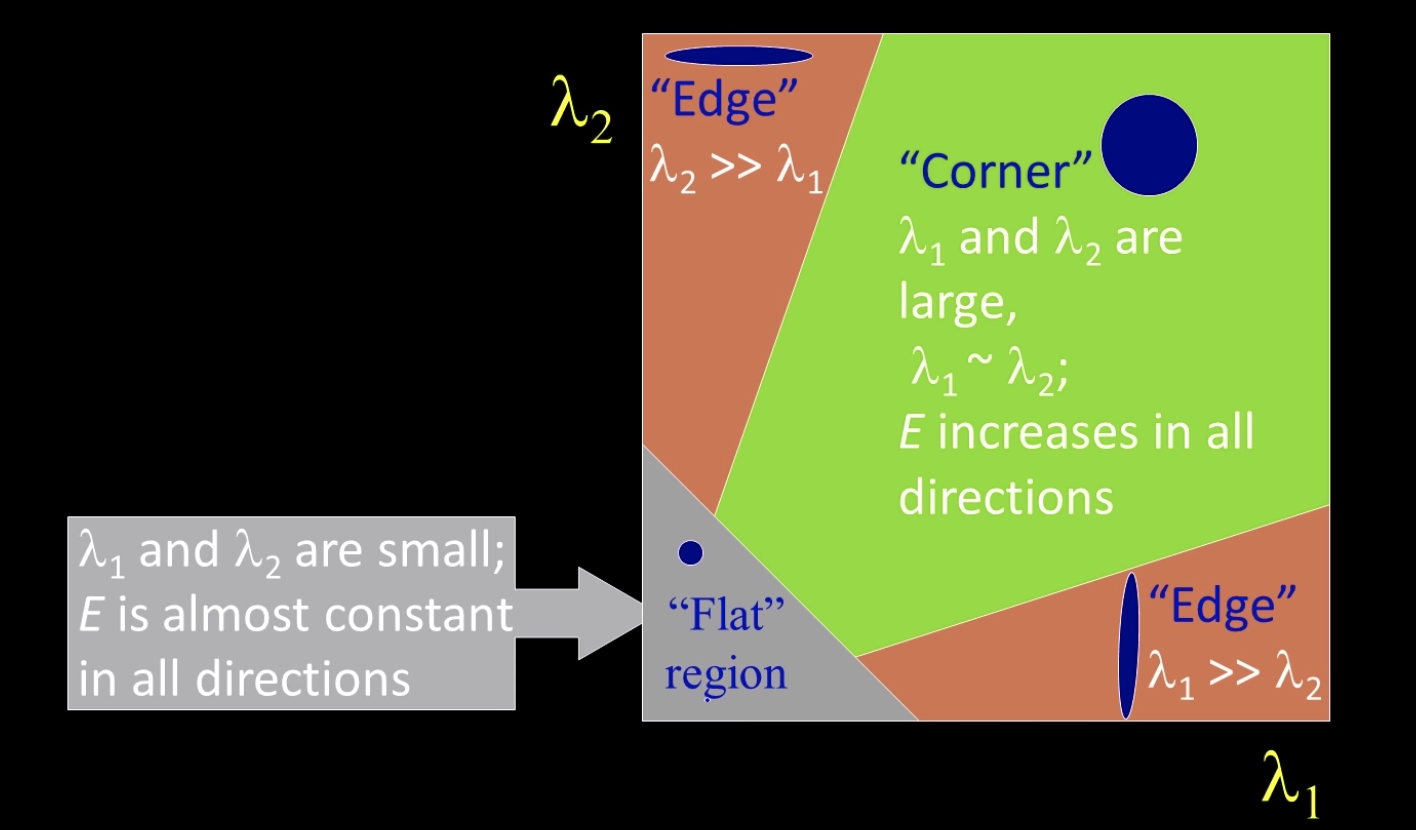 λ₂
“Edge”
λ₂ >> λ₁
“Corner”
λ₁ and λ₂ are
large,
λ₁ ~ λ₂;
E increases in all
directions
λ₁ and λ₂ are small;
E is almost constant
in all directions
“Flat”
region
“Edge”
λ₁ >> λ₂
λ₁